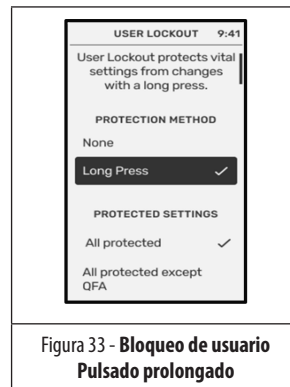 USER LOCKOUT 9:41
User Lockout protects vital
settings from changes
with a long press.
PROTECTION METHOD
None
Long Press
PROTECTED SETTINGS
All protected
All protected except
QFA
Figura 33 - Bloqueo de usuario
Pulsado prolongado